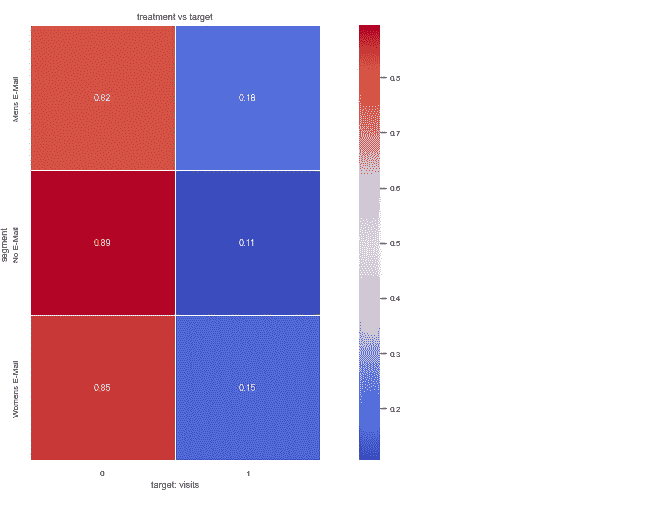 treatment vs target
Mens E-Mail
0.82
0.18
segment
No E-Mail
0.89
0.11
Womens E-Mail
0.85
0.15
0
1
target: visits
0.8
0.7
0.6
0.5
0.4
0.3
0.2